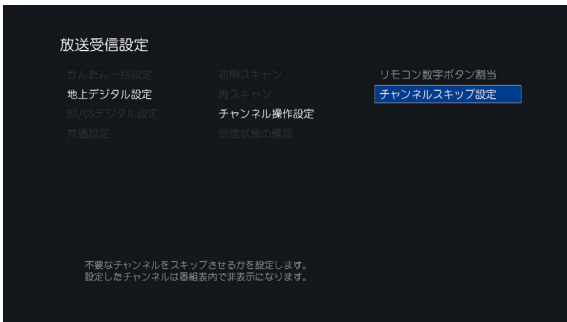 放送受信設定
かんたん一括設定
初期スキャン
リモコン数字ボタン割当
地上デジタル設定
再スキャン
チャンネルスキップ設定
BS/CSデジタル設定
チャンネル操作設定
共通設定
受信状態の確認
不要なチャンネルをスキップさせるかを設定します。
設定したチャンネルは番組表内で非表示になります。